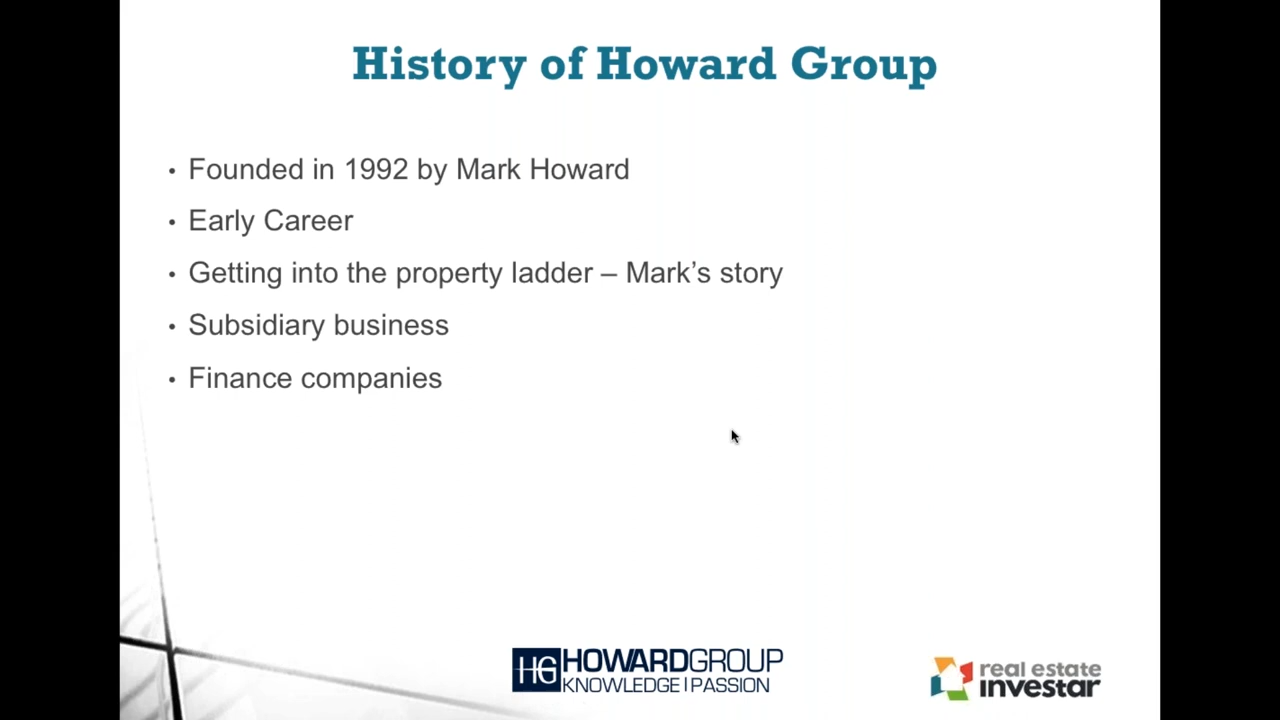 History of Howard Group
• Founded in 1992 by Mark Howard
• Early Career
• Getting into the property ladder – Mark’s story
• Subsidiary business
• Finance companies
HG HOWARDGROUP
KNOWLEDGE | PASSION
real estate
investar